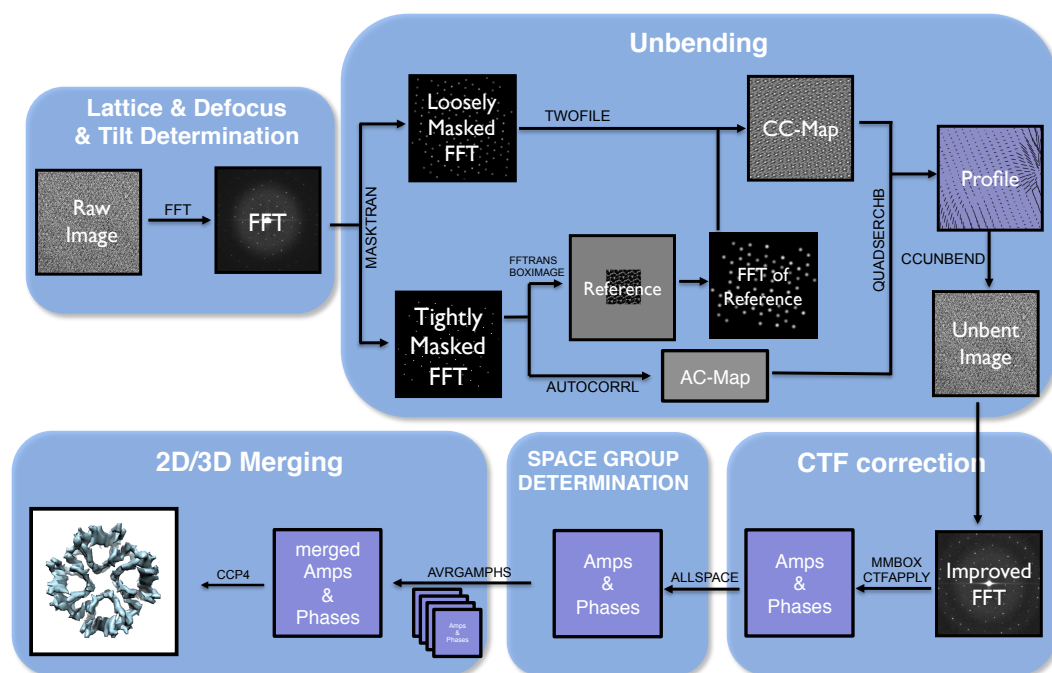 Unbending
Lattice & Defocus
& Tilt Determination
Raw
Image
FFT
FFT
MASKTRAN
Loosely
Masked
FFT
TWOFILE
CC-Map
Profile
QUADSERCHB
CCUNBEND
FFTRANS
BOXIMAGE
Reference
FFT of
Reference
Tightly
Masked
FFT
AUTOCORRL
AC-Map
Unbent
Image
2D/3D Merging
SPACE GROUP
DETERMINATION
CTF correction
CCP4
merged
Amps
&
Phases
AVRGAMPHS
Amps
&
Phases
Amps
&
Phases
ALLSPACE
Amps
&
Phases
MMBOX
CTFAPPLY
Improved
FFT